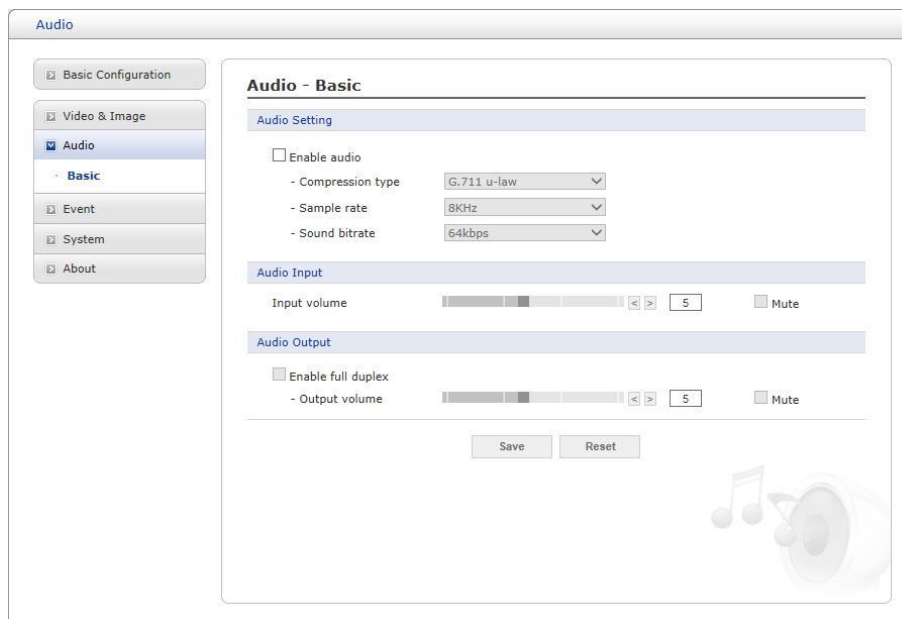 Audio
Basic Configuration
Video & Image
Audio
· Basic
Event
System
About
Audio - Basic
Audio Setting
Enable audio
- Compression type G.711 u-law
- Sample rate 8KHz
- Sound bitrate 64kbps
Audio Input
Input volume < > 5 Mute
Audio Output
Enable full duplex
- Output volume < > 5 Mute
Save Reset